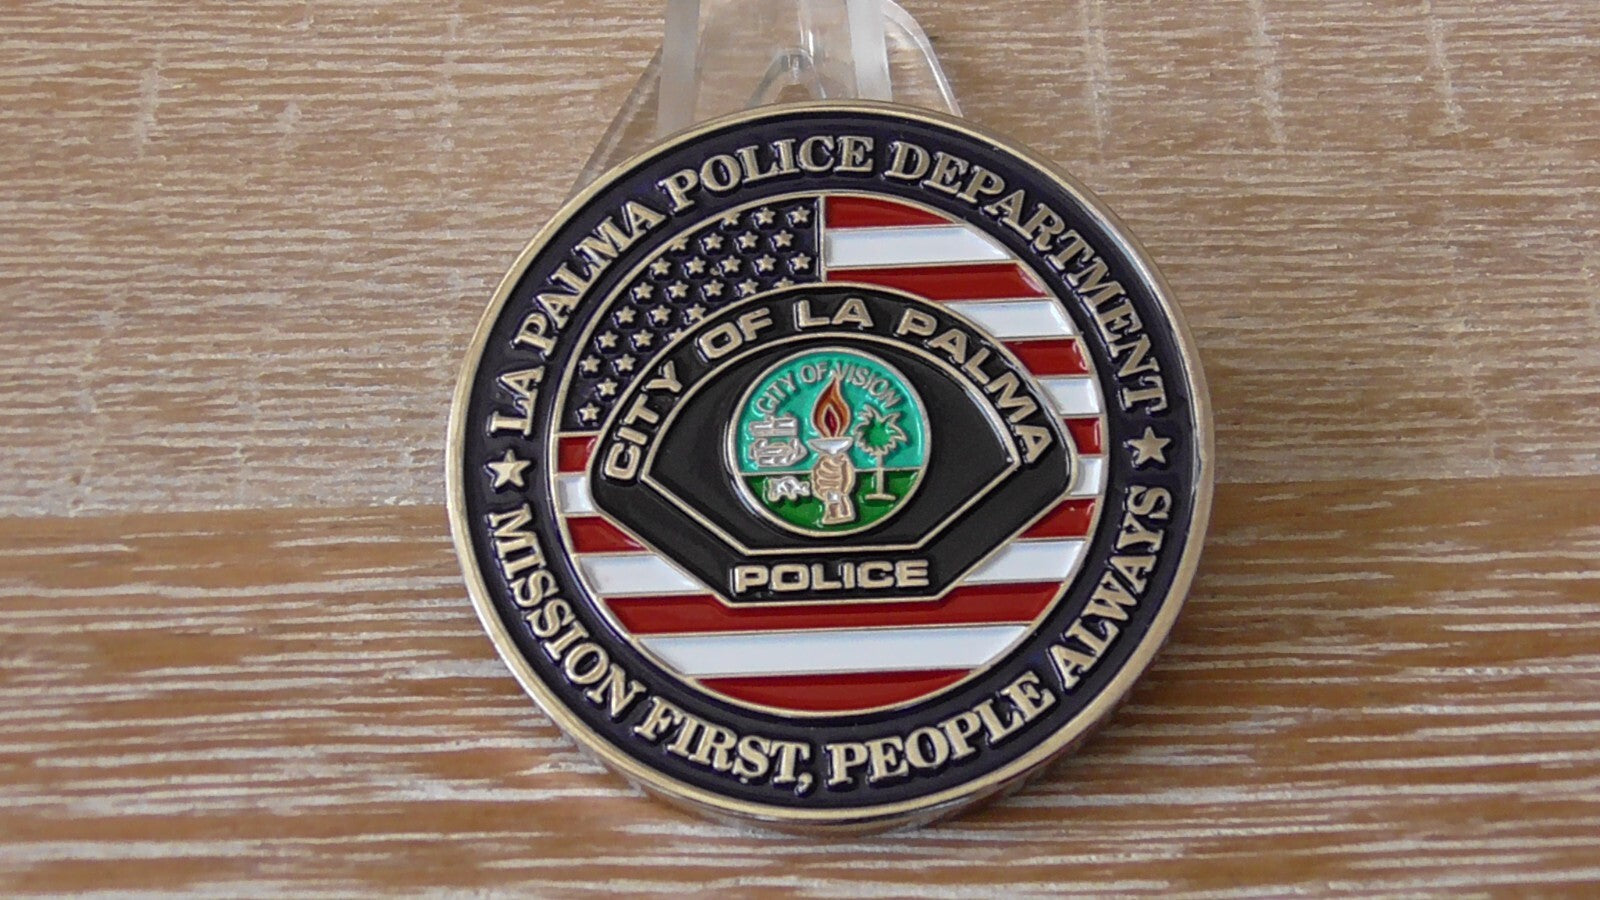 LA PALMA POLICE DEPARTMENT
CITY OF LA PALMA
CITY OF VISION
POLICE
MISSION FIRST, PEOPLE ALWAYS